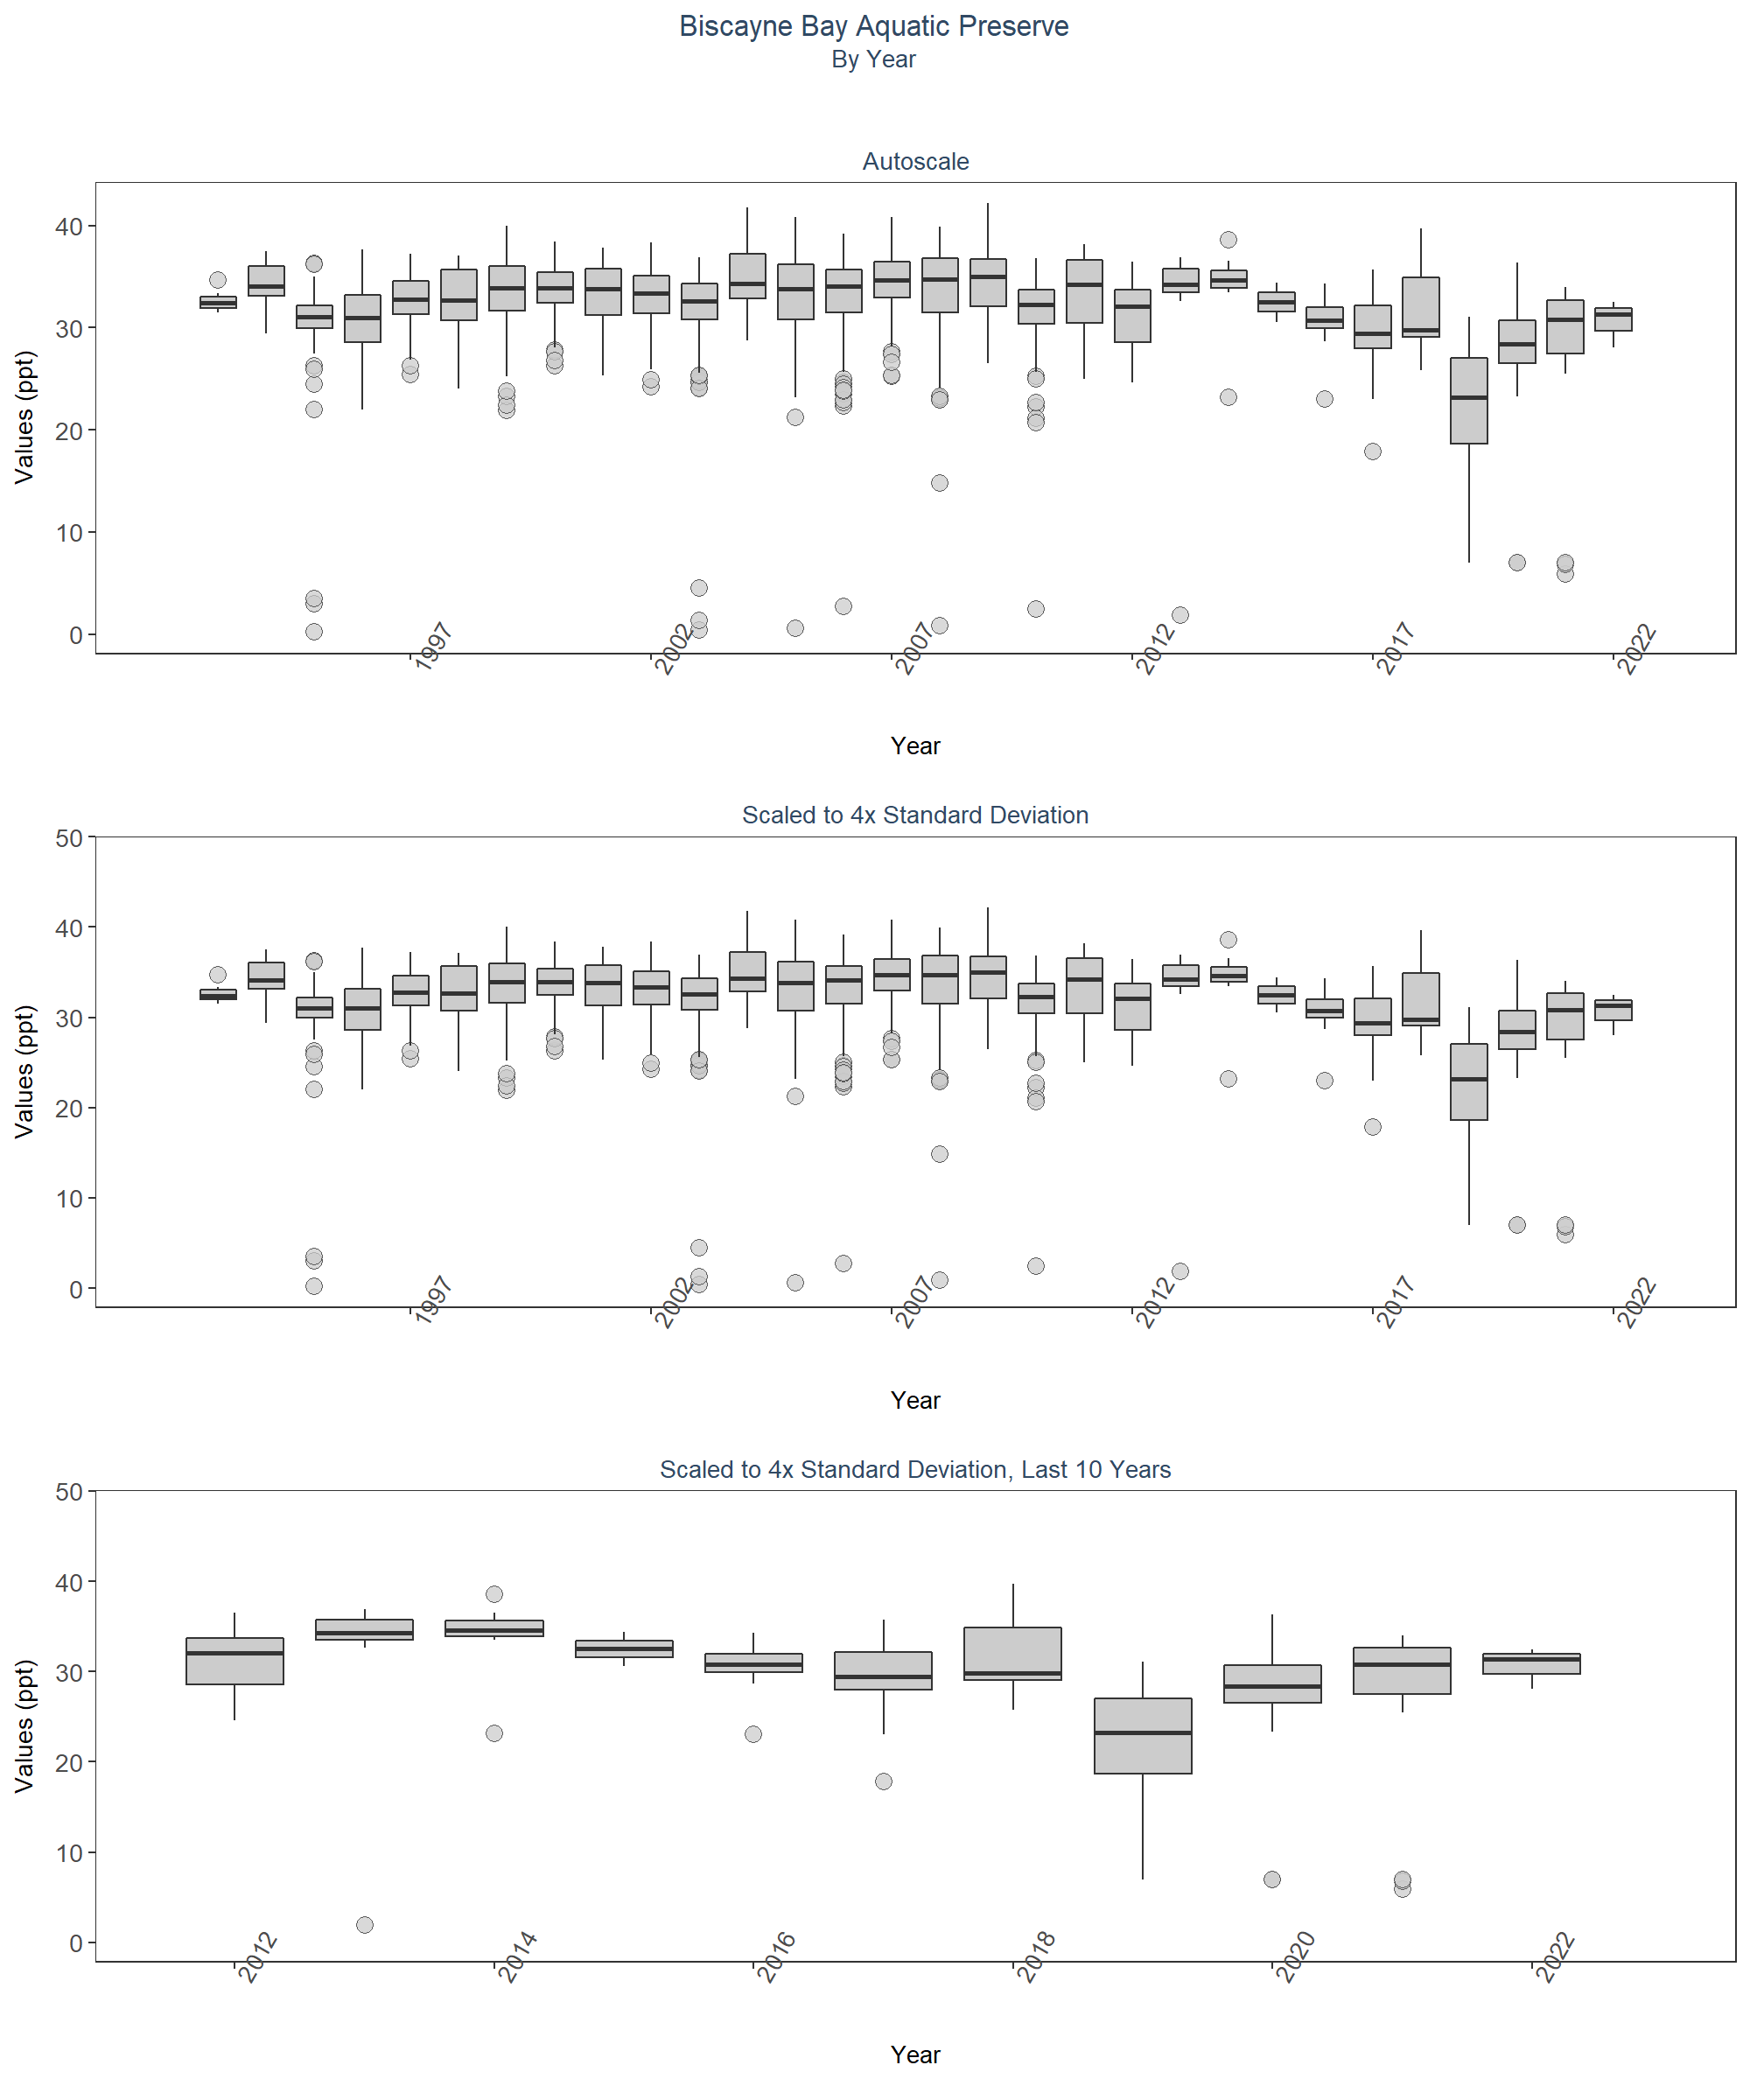 Biscayne Bay Aquatic Preserve
By Year
Autoscale
Values (ppt)
40
30
20
10
0
1997 2002 2007 2012 2017 2022
Year
Scaled to 4x Standard Deviation
Values (ppt)
50
40
30
20
10
0
1997 2002 2007 2012 2017 2022
Year
Scaled to 4x Standard Deviation, Last 10 Years
Values (ppt)
50
40
30
20
10
0
2012 2014 2016 2018 2020 2022
Year